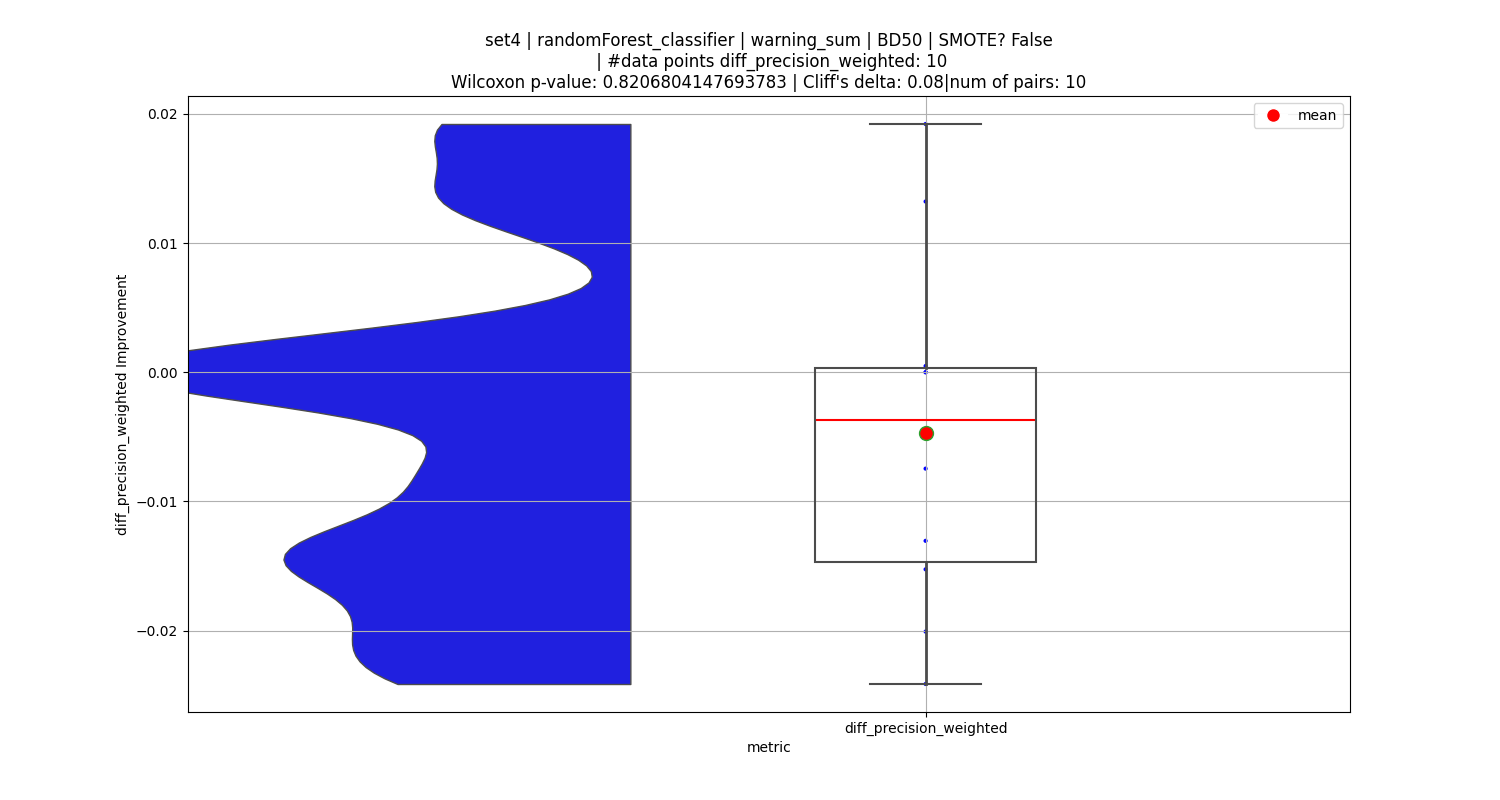 set4 | randomForest_classifier | warning_sum | BD50 | SMOTE? False
| #data points diff_precision_weighted: 10
Wilcoxon p-value: 0.8206804147693783 | Cliff's delta: 0.08|num of pairs: 10
mean
0.02
0.01
0.00
−0.01
−0.02
diff_precision_weighted Improvement
diff_precision_weighted
metric